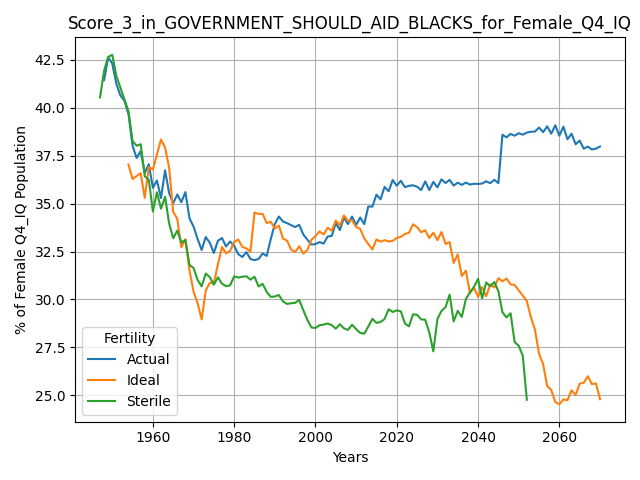 Score_3_in_GOVERNMENT_SHOULD_AID_BLACKS_for_Female_Q4_IQ
% of Female Q4_IQ Population
42.5
40.0
37.5
35.0
32.5
30.0
27.5
25.0
Fertility
Actual
Ideal
Sterile
1960 1980 2000 2020 2040 2060
Years